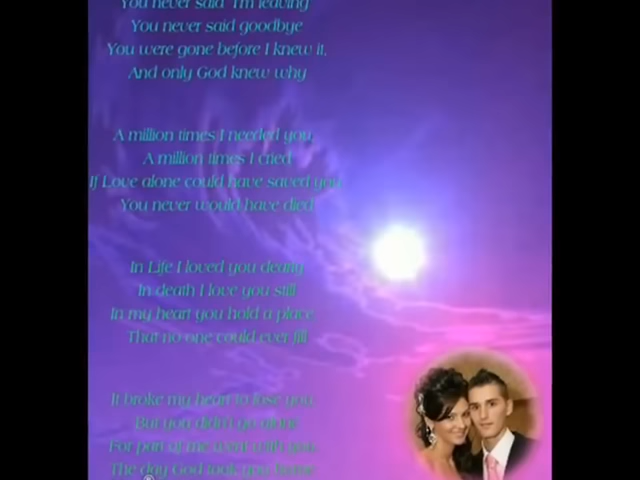 You never said I'm leaving
You never said goodbye
You were gone before I knew it,
And only God knew why
A million times I needed you,
A million times I cried
If Love alone could have saved you
You never would have died
In Life I loved you dearly
In death I love you still
In my heart you hold a place
That no one could ever fill
It broke my heart to lose you
But you didn't go alone
For part of me went with you
The day God took you home